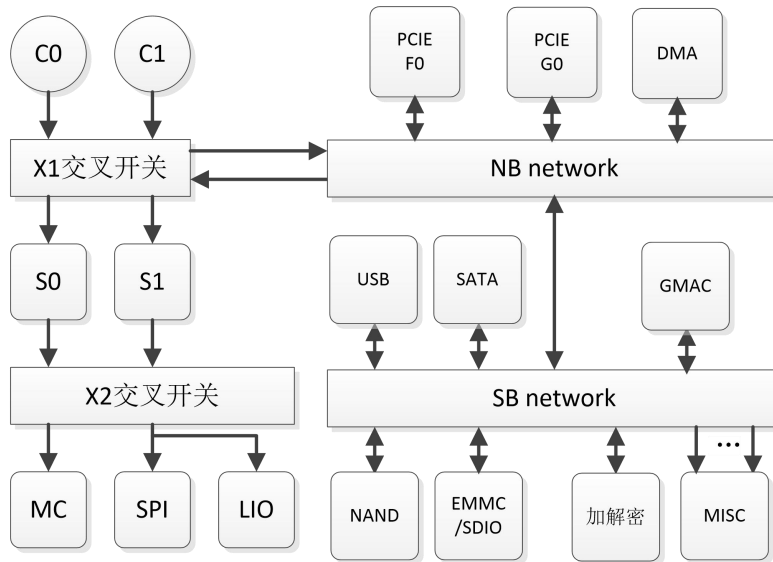 C0
C1
PCIE
F0
PCIE
G0
DMA
X1交叉开关
NB network
S0
S1
USB
SATA
GMAC
X2交叉开关
SB network
...
MC
SPI
LIO
NAND
EMMC
/SDIO
加解密
MISC